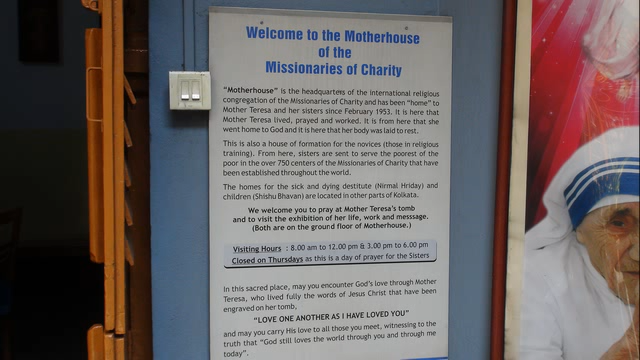 Welcome to the Motherhouse
of the
Missionaries of Charity
"Motherhouse" is the headquarters of the international religious
congregation of the Missionaries of Charity and has been "home" to
Mother Teresa and her sisters since February 1953. It is here that
Mother Teresa lived, prayed and worked. It is from here that she
went home to God and it is here that her body was laid to rest.
This is also a house of formation for the novices (those in religious
training). From here, sisters are sent to serve the poorest of the
poor in the over 750 centers of the Missionaries of Charity that have
been established throughout the world.
The homes for the sick and dying destitute (Nirmal Hriday) and
children (Shishu Bhavan) are located in other parts of Kolkata.
We welcome you to pray at Mother Teresa's tomb
and to visit the exhibition of her life, work and messsage.
(Both are on the ground floor of Motherhouse.)
Visiting Hours : 8.00 am to 12.00 pm & 3.00 pm to 6.00 pm
Closed on Thursdays as this is a day of prayer for the Sisters
In this sacred place, may you encounter God's love through Mother
Teresa, who lived fully the words of Jesus Christ that have been
engraved on her tomb,
"LOVE ONE ANOTHER AS I HAVE LOVED YOU"
and may you carry His love to all those you meet, witnessing to the
truth that "God still loves the world through you and through me
today".